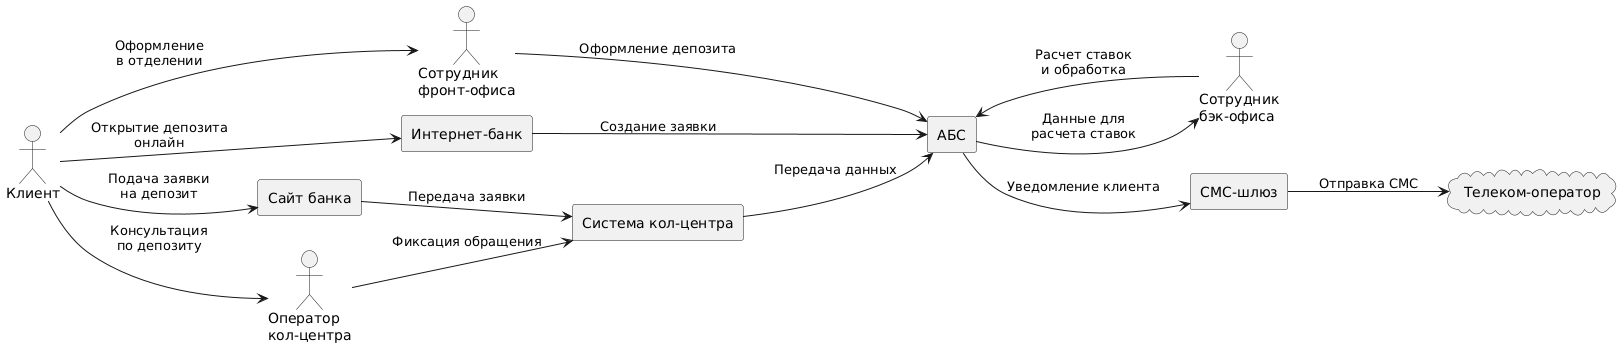 Оформление
в отделении
Сотрудник
фронт-офиса
Оформление депозита
Расчет ставок
и обработка
Сотрудник
бэк-офиса
Открытие депозита
онлайн
Интернет-банк
Создание заявки
АБС
Данные для
расчета ставок
Клиент
Подача заявки
на депозит
Сайт банка
Передача заявки
Передача данных
Уведомление клиента
СМС-шлюз
Отправка СМС
Телеком-оператор
Система кол-центра
Консультация
по депозиту
Фиксация обращения
Оператор
кол-центра